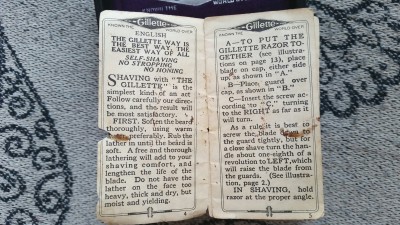 KNOWN THE
Gillette
WORLD OVER
ENGLISH
THE GILLETTE WAY IS
THE BEST WAY, THE
EASIEST WAY OF ALL
SELF-SHAVING
NO STROPPING
NO HONING
SHAVING with "THE
GILLETTE" is the
simplest kind of an art
Follow carefully our direc-
tions, and the result will
be most satisfactory.
FIRST. Soften the beard
thoroughly, using warm
preferably. Rub the
lather in until the beard is
soft. A free and thorough
lathering will add to your
shaving comfort, and
lengthen the life of the
blade. Do not have the
lather on the face too
heavy, thick and dry, but
moist and yielding.
4
KNOWN THE
Gillette
WORLD OVER
A—TO PUT THE
GILLETTE RAZOR TO-
GETHER (see illustra-
tions on page 13), place
blade on cap, either side
up, as shown in "A."
B—Place, guard over
cap, as shown in "B."
C—Insert the screw ac-
cording to "C," turning
to the RIGHT as far as it
will turn.
As a rule it is best to
screw the blade down to
the guard tightly, but for
a close shave turn the han-
dle about one-eighth of a
revolution to LEFT, which
will raise the blade from
the guards. (See illustra-
tion, page 2.)
IN SHAVING, hold
razor at the proper angle.